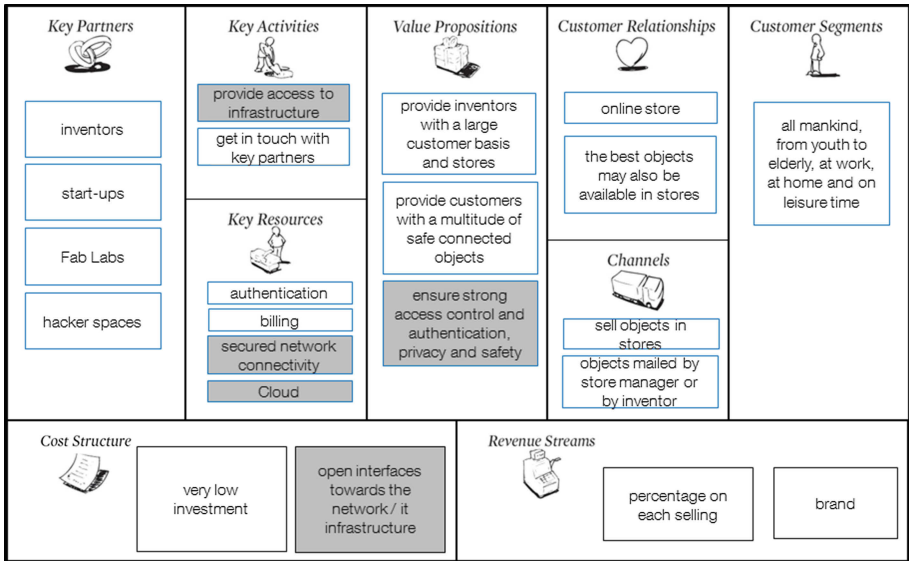 Key Partners
inventors
start-ups
Fab Labs
hacker spaces
Key Activities
provide access to
infrastructure
get in touch with
key partners
Key Resources
authentication
billing
secured network
connectivity
Cloud
Value Propositions
provide inventors
with a large
customer basis
and stores
provide customers
with a multitude of
safe connected
objects
ensure strong
access control and
authentication,
privacy and safety
Customer Relationships
online store
the best objects
may also be
available in stores
Channels
sell objects in
stores
objects mailed by
store manager or
by inventor
Customer Segments
all mankind,
from youth to
elderly, at work,
at home and on
leisure time
Cost Structure
very low
investment
open interfaces
towards the
network / it
infrastructure
Revenue Streams
percentage on
each selling
brand